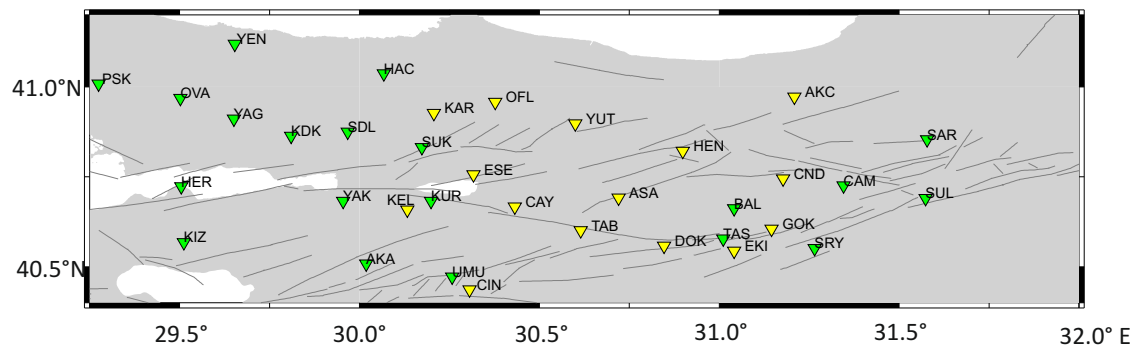 YEN
HAC
PSK
41.0°N
OVA
OFL
AKC
KAR
YAG
YUT
KDK
SDL
SAR
SUK
HEN
ESE
CND
HER
CAM
YAK
KEL
KUR
ASA
SUL
CAY
BAL
TAB
GOK
KIZ
TAS
DOK
EKI
SRY
AKA
40.5°N
UMU
CIN
29.5°
30.0°
30.5°
31.0°
31.5°
32.0° E